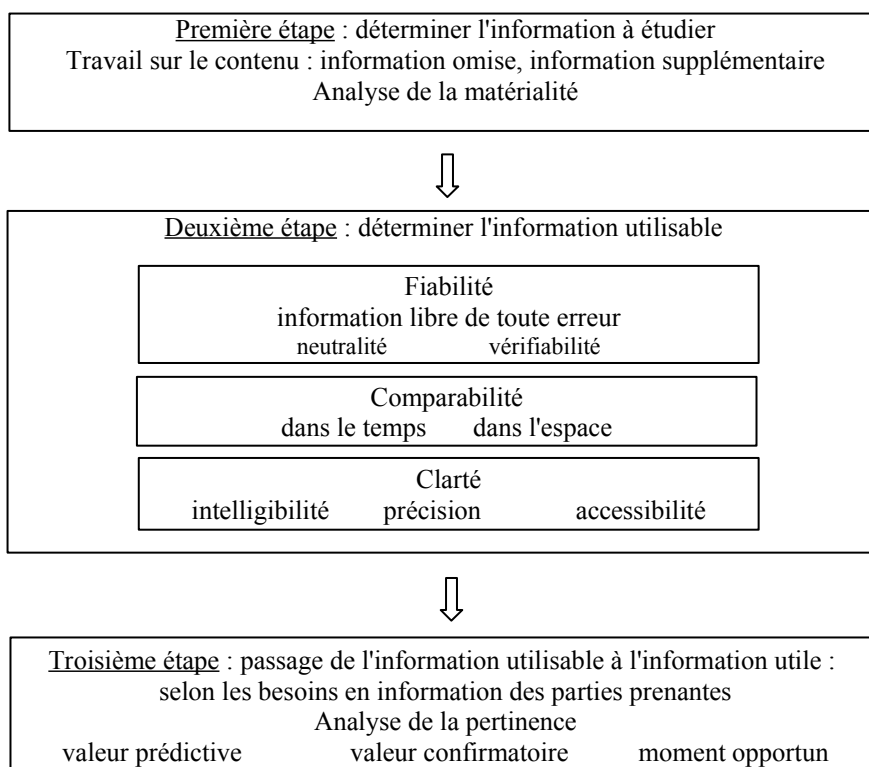 Première étape : déterminer l'information à étudier
Travail sur le contenu : information omise, information supplémentaire
Analyse de la matérialité
Deuxième étape : déterminer l'information utilisable
Fiabilité
information libre de toute erreur
neutralité vérifiabilité
Comparabilité
dans le temps dans l'espace
Clarté
intelligibilité précision accessibilité
Troisième étape : passage de l'information utilisable à l'information utile :
selon les besoins en information des parties prenantes
Analyse de la pertinence
valeur prédictive valeur confirmatoire moment opportun